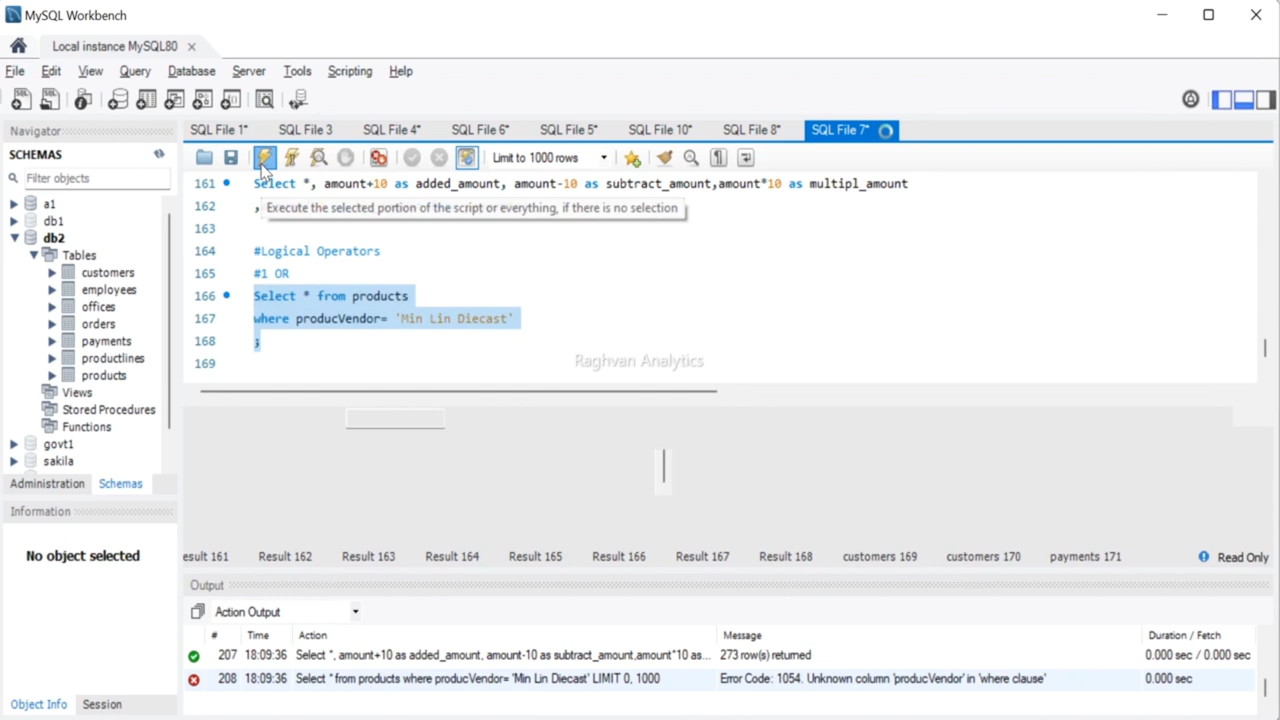 MySQL Workbench
Local instance MySQL80
File Edit View Query Database Server Tools Scripting Help
Navigator
SCHEMAS
Filter objects
a1
db1
db2
Tables
customers
employees
offices
orders
payments
productlines
products
Views
Stored Procedures
Functions
govt1
sakila
Administration Schemas
Information
No object selected
Object Info Session
SQL File 1* SQL File 3 SQL File 4* SQL File 6* SQL File 5* SQL File 10* SQL File 8* SQL File 7*
Limit to 1000 rows
161 Select *, amount+10 as added_amount, amount-10 as subtract_amount,amount*10 as multipl_amount
162 ,
Execute the selected portion of the script or everything, if there is no selection
163
164 #Logical Operators
165 #1 OR
166 Select * from products
167 where producVendor= 'Min Lin Diecast'
168 ;
169
Raghvan Analytics
esult 161 Result 162 Result 163 Result 164 Result 165 Result 166 Result 167 Result 168 customers 169 customers 170 payments 171 Read Only
Output
Action Output
# Time Action Message Duration / Fetch
207 18:09:36 Select *, amount+10 as added_amount, amount-10 as subtract_amount,amount*10 as... 273 row(s) returned 0.000 sec / 0.000 sec
208 18:09:36 Select * from products where producVendor= 'Min Lin Diecast' LIMIT 0, 1000 Error Code: 1054. Unknown column 'producVendor' in 'where clause' 0.000 sec